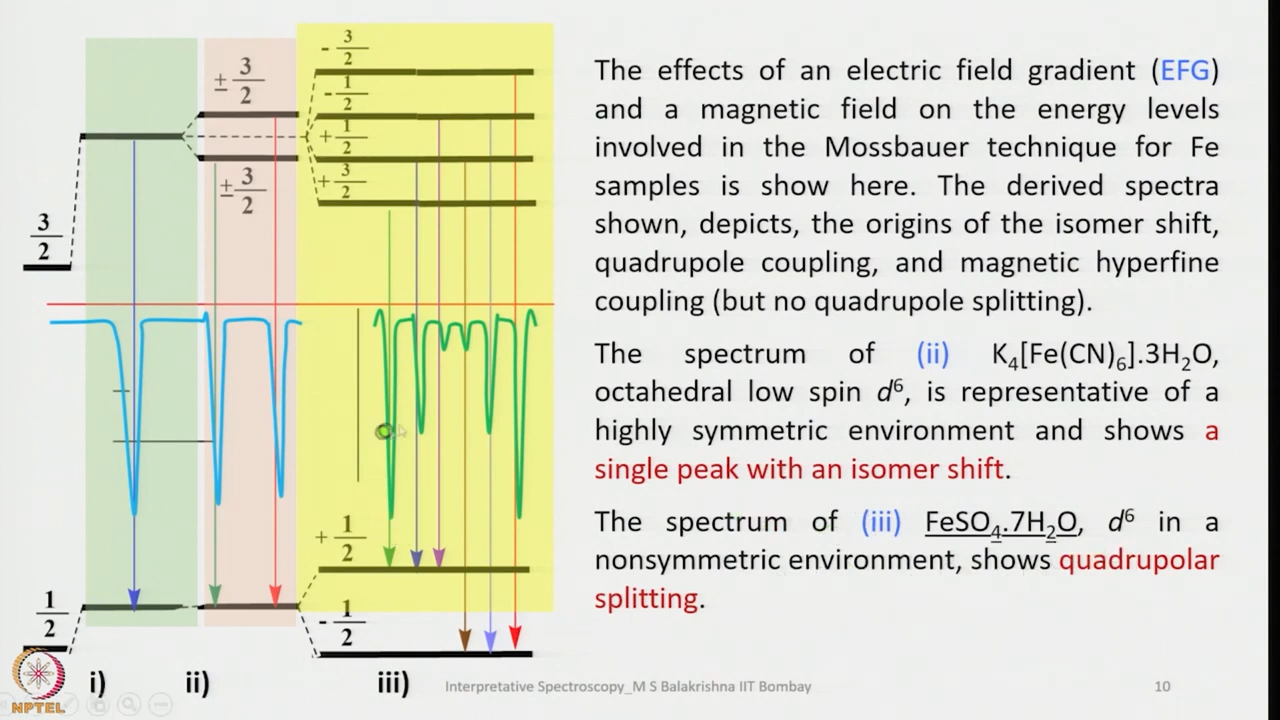 - 3/2
± 3/2
- 1/2
+ 1/2
+ 3/2
± 3/2
3/2
+ 1/2
1/2
- 1/2
i)
ii)
iii)
The effects of an electric field gradient (EFG)
and a magnetic field on the energy levels
involved in the Mossbauer technique for Fe
samples is show here. The derived spectra
shown, depicts, the origins of the isomer shift,
quadrupole coupling, and magnetic hyperfine
coupling (but no quadrupole splitting).
The spectrum of (ii) K₄[Fe(CN)₆].3H₂O,
octahedral low spin d⁶, is representative of a
highly symmetric environment and shows a
single peak with an isomer shift.
The spectrum of (iii) FeSO₄.7H₂O, d⁶ in a
nonsymmetric environment, shows quadrupolar
splitting.
NPTEL
Interpretative Spectroscopy_M S Balakrishna IIT Bombay
10